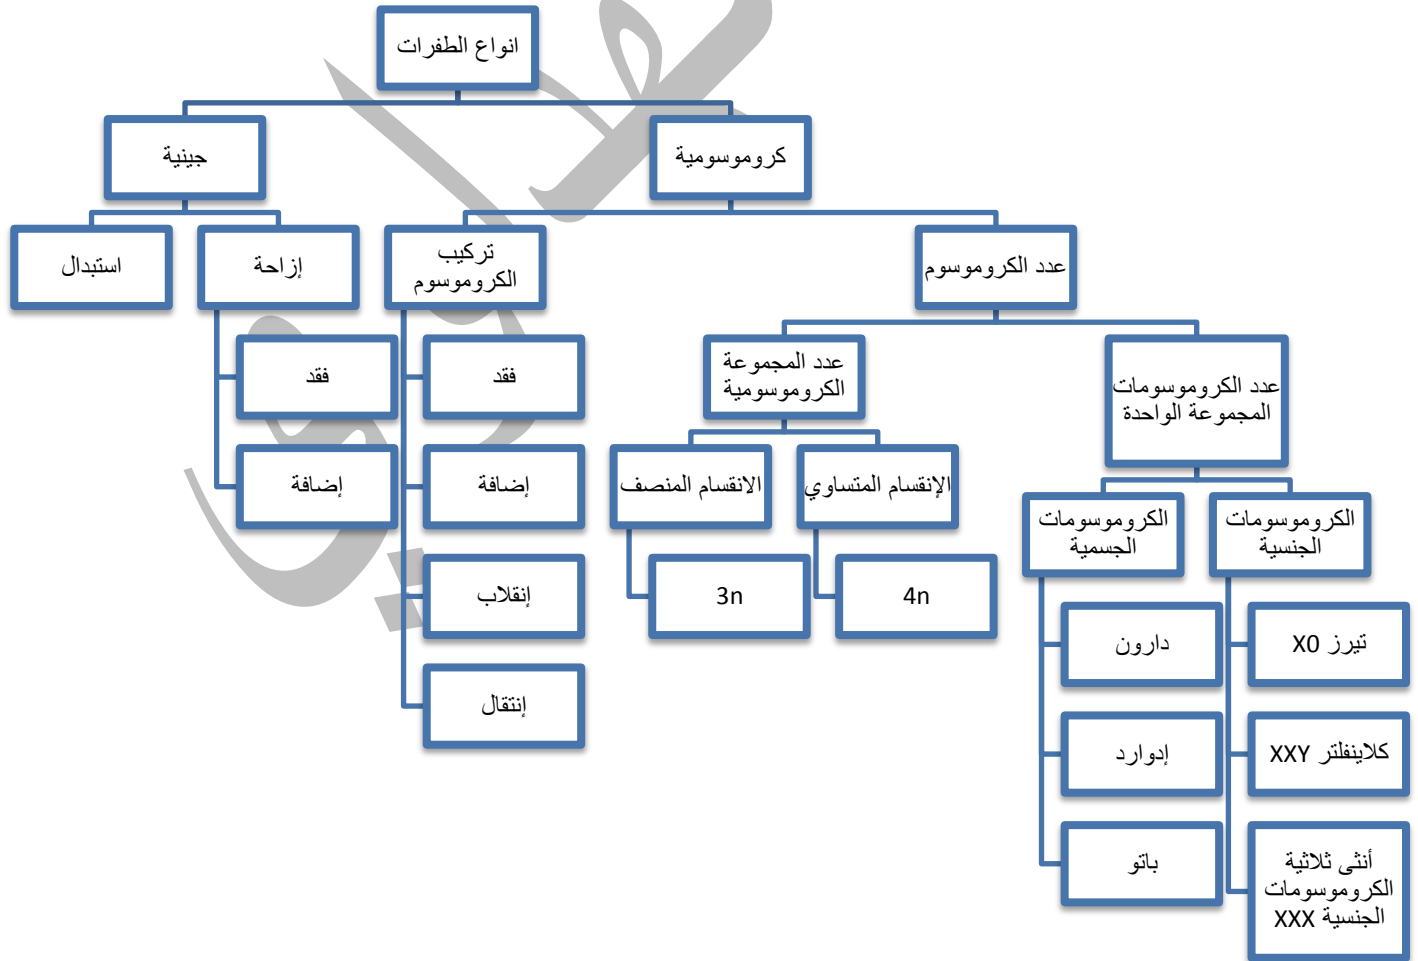 انواع الطفرات
كروموسومية
جينية
عدد الكروموسوم
تركيب
الكروموسوم
إزاحة
استبدال
عدد الكروموسومات
المجموعة الواحدة
عدد المجموعة
الكروموسومية
فقد
فقد
الإنقسام المتساوي
الانقسام المنصف
إضافة
إضافة
الكروموسومات
الجنسية
الكروموسومات
الجسمية
4n
3n
إنقلاب
تيرز X0
دارون
إنتقال
كلاينفلتر XXY
إدوارد
أنثى ثلاثية
الكروموسومات
الجنسية XXX
باتو